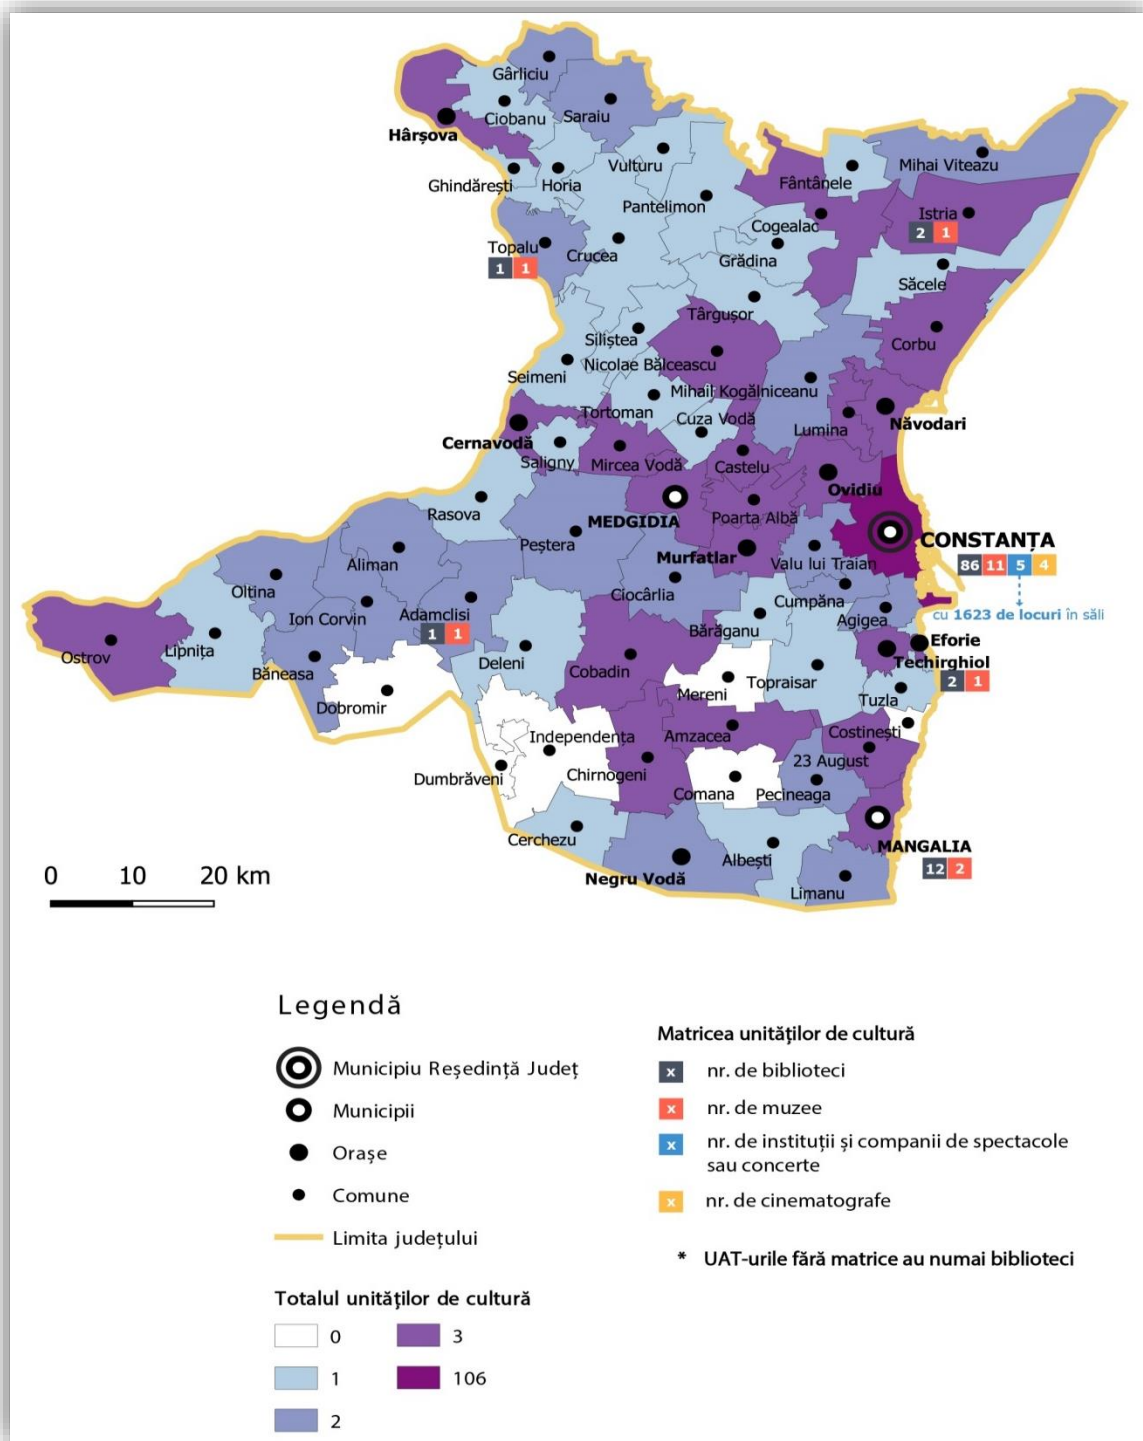 Gârliciu
Ciobanu
Saraiu
Hârșova
Vulturu
Ghindărești
Horia
Fântânele
Mihai Viteazu
Pantelimon
Cogealac
Istria
2 1
Topalu
1 1
Crucea
Grădina
Săcele
Târgușor
Siliștea
Corbu
Nicolae Bălceascu
Seimeni
Mihail Kogălniceanu
Tortoman
Cuza Vodă
Lumina
Năvodari
Cernavodă
Saligny
Mircea Vodă
Castelu
Ovidiu
Rasova
MEDGIDIA
Poarta Albă
Peștera
CONSTANȚA
86 11 5 4
Murfatlar
Valu lui Traian
Aliman
Oltina
Ciocârlia
Cumpăna
Ion Corvin
Adamclisi
1 1
Agigea
cu 1623 de locuri în săli
Bărăganu
Eforie
Ostrov
Lipnița
Băneasa
Deleni
Cobadin
Techirghiol
2 1
Mereni
Topraisar
Tuzla
Dobromir
Costinești
Independența
Amzacea
23 August
Dumbrăveni
Chirnogeni
Comana
Pecineaga
Cerchezu
Albești
MANGALIA
12 2
Negru Vodă
Limanu
0 10 20 km
Legendă
Municipiu Reședință Județ
Municipii
Orașe
Comune
Limita județului
Totalul unităților de cultură
0
3
1
106
2
Matricea unităților de cultură
x nr. de biblioteci
x nr. de muzee
x nr. de instituții și companii de spectacole
sau concerte
x nr. de cinematografe
* UAT-urile fără matrice au numai biblioteci